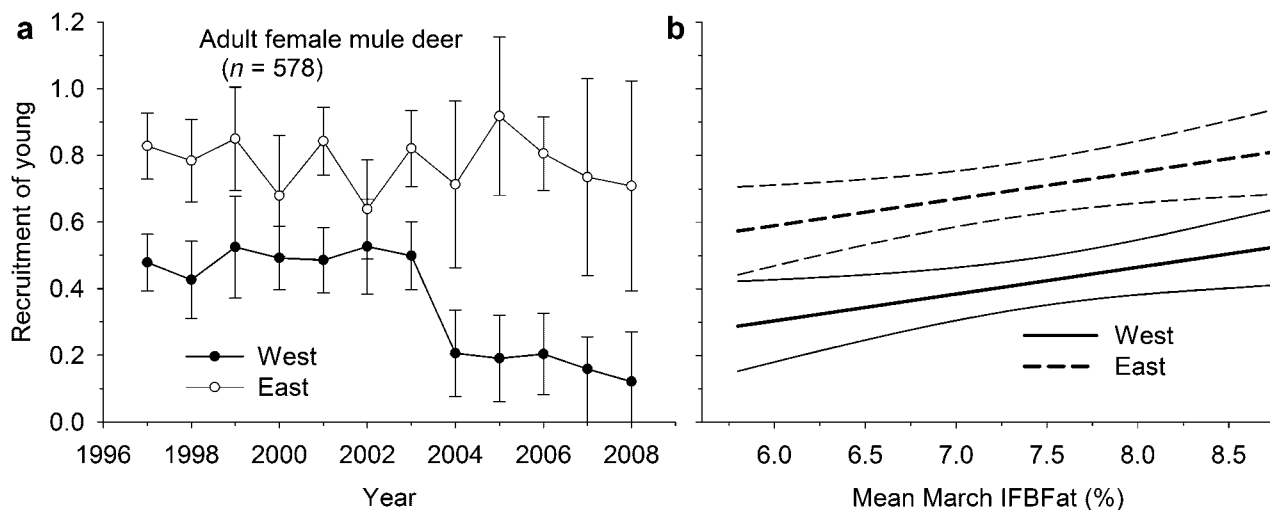 a
Adult female mule deer
(n = 578)
Recruitment of young
1.2
1.0
0.8
0.6
0.4
0.2
0.0
West
East
1996 1998 2000 2002 2004 2006 2008
Year
b
West
East
6.0 6.5 7.0 7.5 8.0 8.5
Mean March IFBFat (%)